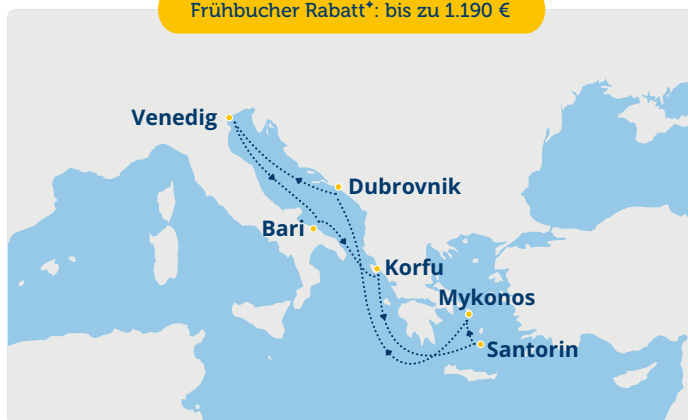 Frühbucher Rabatt✦: bis zu 1.190 €
Venedig
Dubrovnik
Bari
Korfu
Mykonos
Santorin